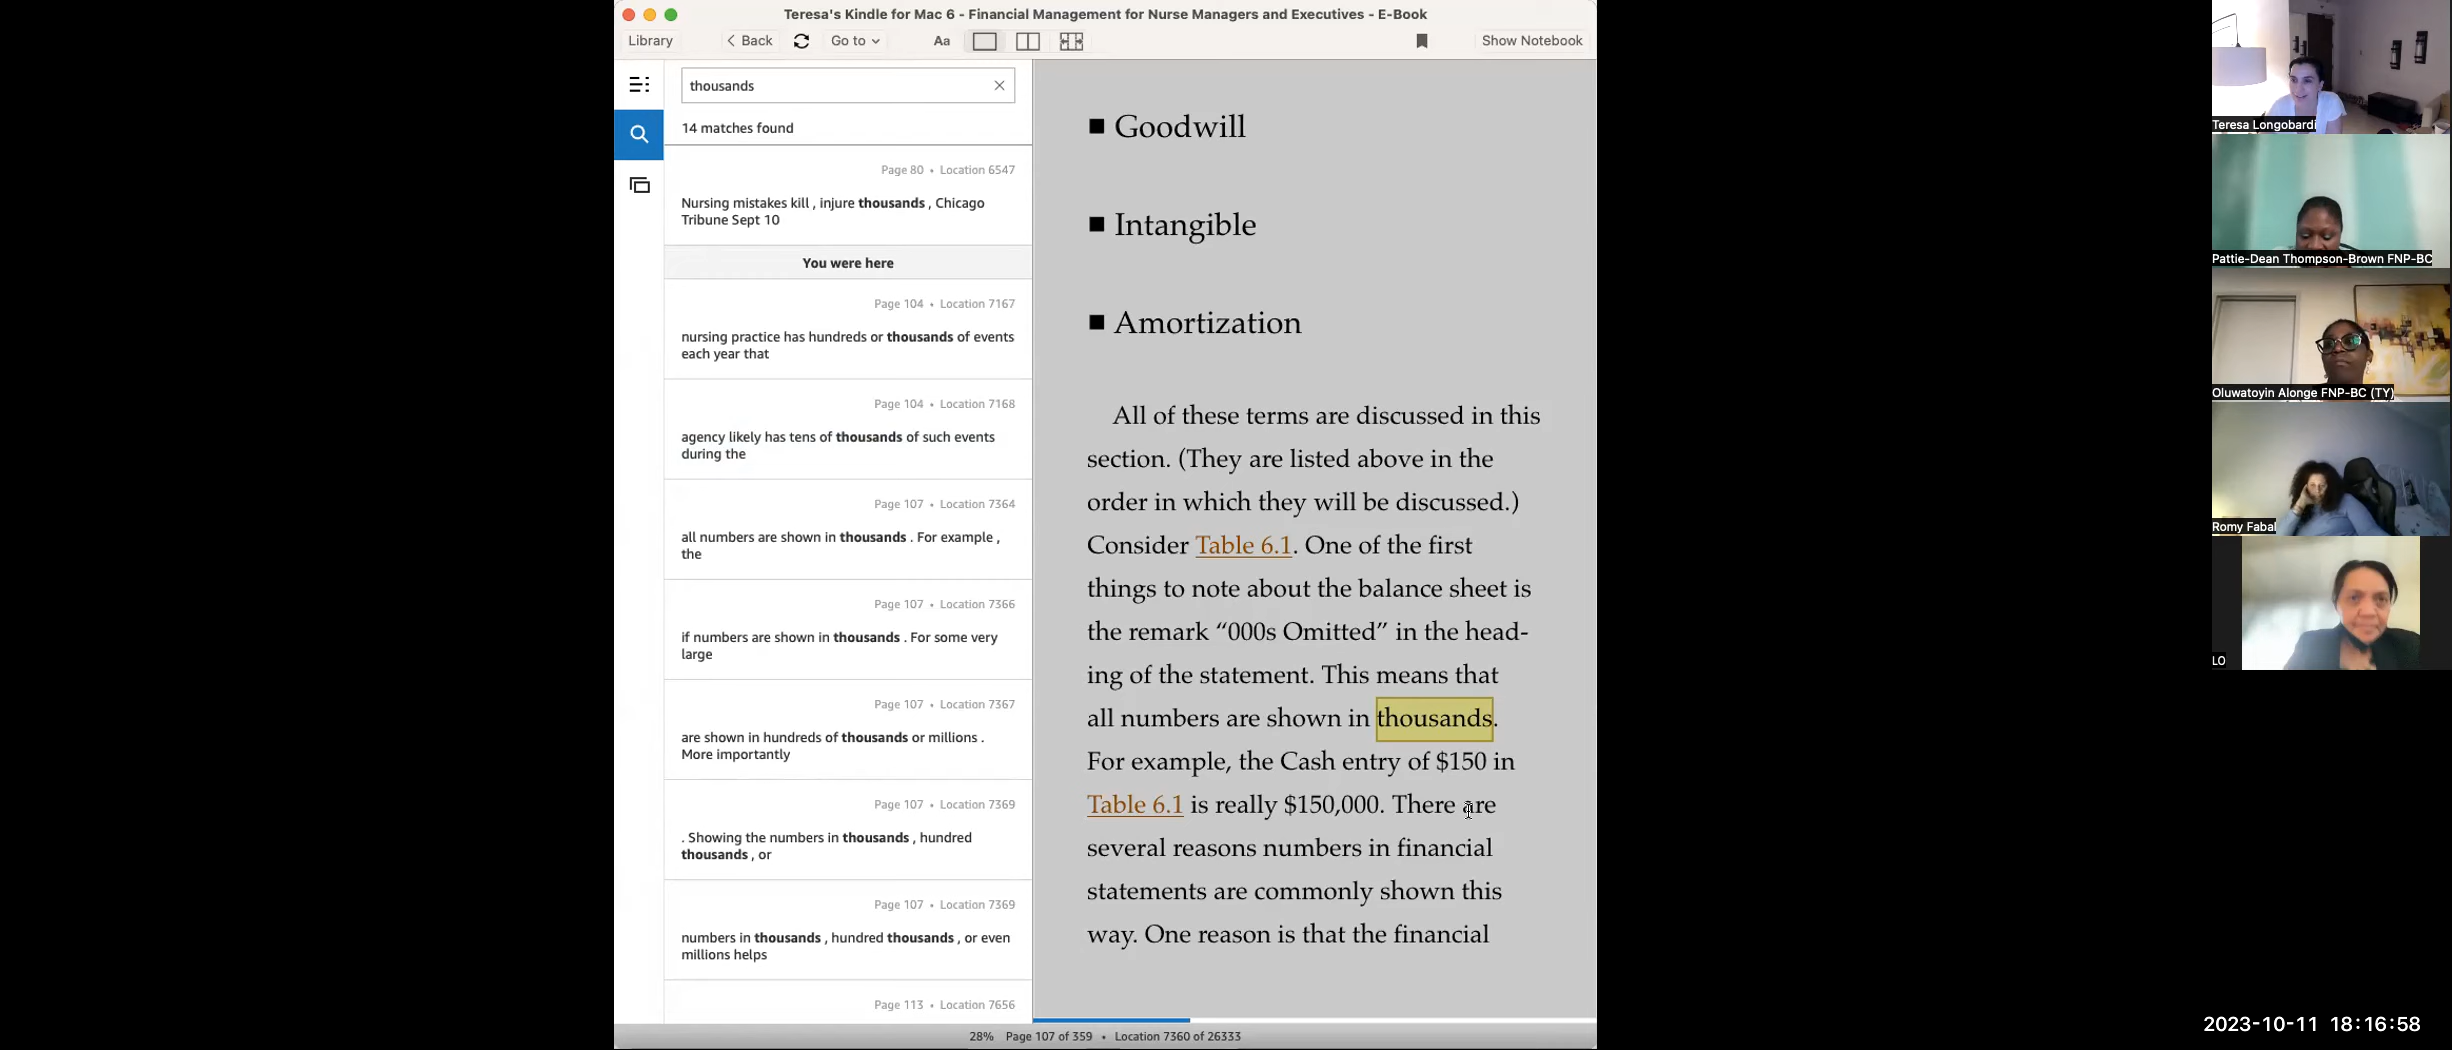 Teresa's Kindle for Mac 6 - Financial Management for Nurse Managers and Executives - E-Book
Library
Back
Go to
Aa
Show Notebook
thousands
14 matches found
Page 80 • Location 6547
Nursing mistakes kill , injure thousands , Chicago
Tribune Sept 10
You were here
Page 104 • Location 7167
nursing practice has hundreds or thousands of events
each year that
Page 104 • Location 7168
agency likely has tens of thousands of such events
during the
Page 107 • Location 7364
all numbers are shown in thousands . For example ,
the
Page 107 • Location 7366
if numbers are shown in thousands . For some very
large
Page 107 • Location 7367
are shown in hundreds of thousands or millions .
More importantly
Page 107 • Location 7369
. Showing the numbers in thousands , hundred
thousands , or
Page 107 • Location 7369
numbers in thousands , hundred thousands , or even
millions helps
Page 113 • Location 7656
■ Goodwill
■ Intangible
■ Amortization
All of these terms are discussed in this
section. (They are listed above in the
order in which they will be discussed.)
Consider Table 6.1. One of the first
things to note about the balance sheet is
the remark “000s Omitted” in the head-
ing of the statement. This means that
all numbers are shown in thousands.
For example, the Cash entry of $150 in
Table 6.1 is really $150,000. There are
several reasons numbers in financial
statements are commonly shown this
way. One reason is that the financial
28% Page 107 of 359 • Location 7360 of 26333
Teresa Longobardi
Pattie-Dean Thompson-Brown FNP-BC
Oluwatoyin Alonge FNP-BC (TY)
Romy Fabal
LO
2023-10-11 18:16:58